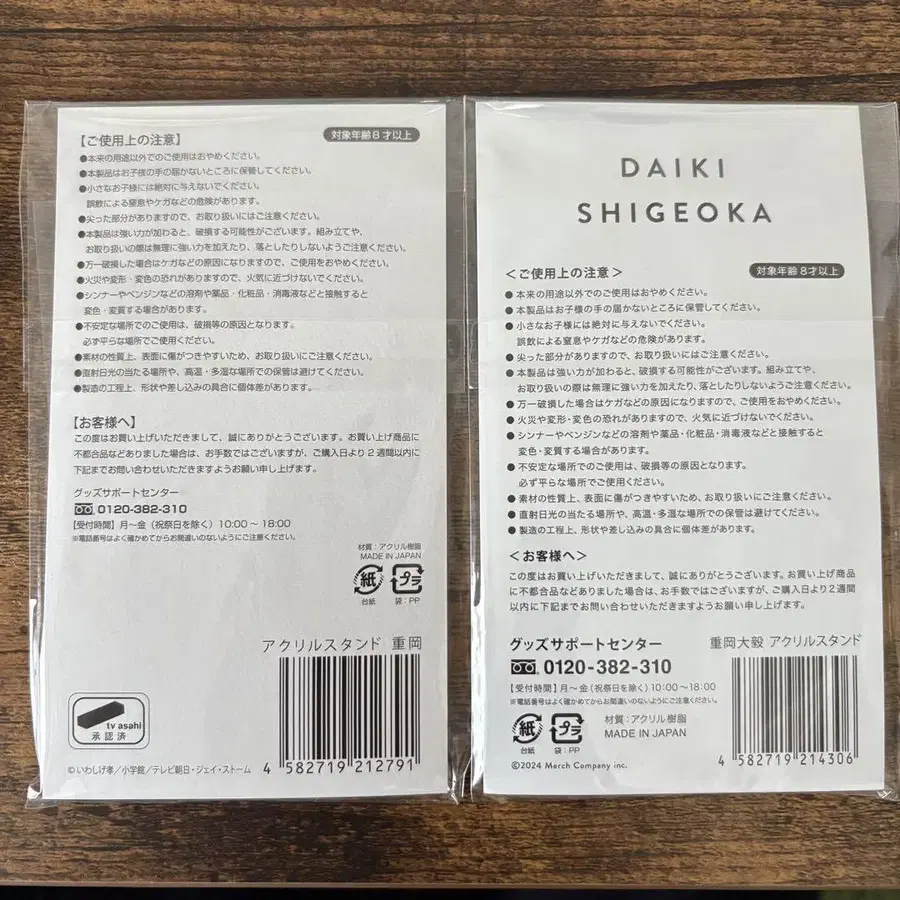 【ご使用上の注意】
対象年齢8才以上
●本来の用途以外でのご使用はおやめください。
●本製品はお子様の手の届かないところに保管してください。
●小さなお子様には絶対に与えないでください。
誤飲による窒息やケガなどの危険があります。
●尖った部分がありますので、お取り扱いにはご注意ください。
●本製品は強い力が加わると、破損する可能性がございます。組み立てや、
お取り扱いの際は無理に強い力を加えたり、落としたりしないようご注意ください。
●万一破損した場合はケガなどの原因になりますので、ご使用をおやめください。
●火災や変形・変色の恐れがありますので、火気に近づけないでください。
●シンナーやベンジンなどの溶剤や薬品・化粧品・消毒液などと接触すると
変色・変質する場合があります。
●不安定な場所でのご使用は、破損等の原因となります。
必ず平らな場所でご使用ください。
●素材の性質上、表面に傷がつきやすいため、お取り扱いにご注意ください。
●直射日光の当たる場所や、高温・多湿な場所での保管は避けてください。
●製造の工程上、形状や差し込みの具合に個体差があります。
【お客様へ】
この度はお買い上げいただきまして、誠にありがとうございます。お買い上げ商品に
不都合品などありました場合は、お手数ではございますが、ご購入日より2週間以内に
下記までお問い合わせいただきますようお願い申し上げます。
グッズサポートセンター
0120-382-310
【受付時間】月〜金(祝祭日を除く)10:00〜18:00
※電話番号はよく確かめてからお間違いのないようにご注意ください。
材質:アクリル樹脂
MADE IN JAPAN
紙 プラ
台紙 袋:PP
アクリルスタンド 重岡
tv asahi
承認済
©いわしげ孝/小学館/テレビ朝日・ジェイ・ストーム
4 582719 212791
DAIKI
SHIGEOKA
<ご使用上の注意>
対象年齢8才以上
●本来の用途以外でのご使用はおやめください。
●本製品はお子様の手の届かないところに保管してください。
●小さなお子様には絶対に与えないでください。
誤飲による窒息やケガなどの危険があります。
●尖った部分がありますので、お取り扱いにはご注意ください。
●本製品は強い力が加わると、破損する可能性がございます。組み立てや、
お取り扱いの際は無理に強い力を加えたり、落としたりしないようご注意ください。
●万一破損した場合はケガなどの原因になりますので、ご使用をおやめください。
●火災や変形・変色の恐れがありますので、火気に近づけないでください。
●シンナーやベンジンなどの溶剤や薬品・化粧品・消毒液などと接触すると
変色・変質する場合があります。
●不安定な場所でのご使用は、破損等の原因となります。
必ず平らな場所でご使用ください。
●素材の性質上、表面に傷がつきやすいため、お取り扱いにご注意ください。
●直射日光の当たる場所や、高温・多湿な場所での保管は避けてください。
●製造の工程上、形状や差し込みの具合に個体差があります。
<お客様へ>
この度はお買い上げいただきまして、誠にありがとうございます。お買い上げ商品
に不都合品などありました場合は、お手数ではございますが、ご購入日より2週間
以内に下記までお問い合わせいただきますようお願い申し上げます。
グッズサポートセンター
0120-382-310
【受付時間】月〜金(祝祭日を除く)10:00〜18:00
※電話番号はよく確かめてからお間違いのないようにご注意ください。
紙 プラ
台紙 袋:PP
材質:アクリル樹脂
MADE IN JAPAN
©2024 Merch Company inc.
重岡大毅 アクリルスタンド
4 582719 214306